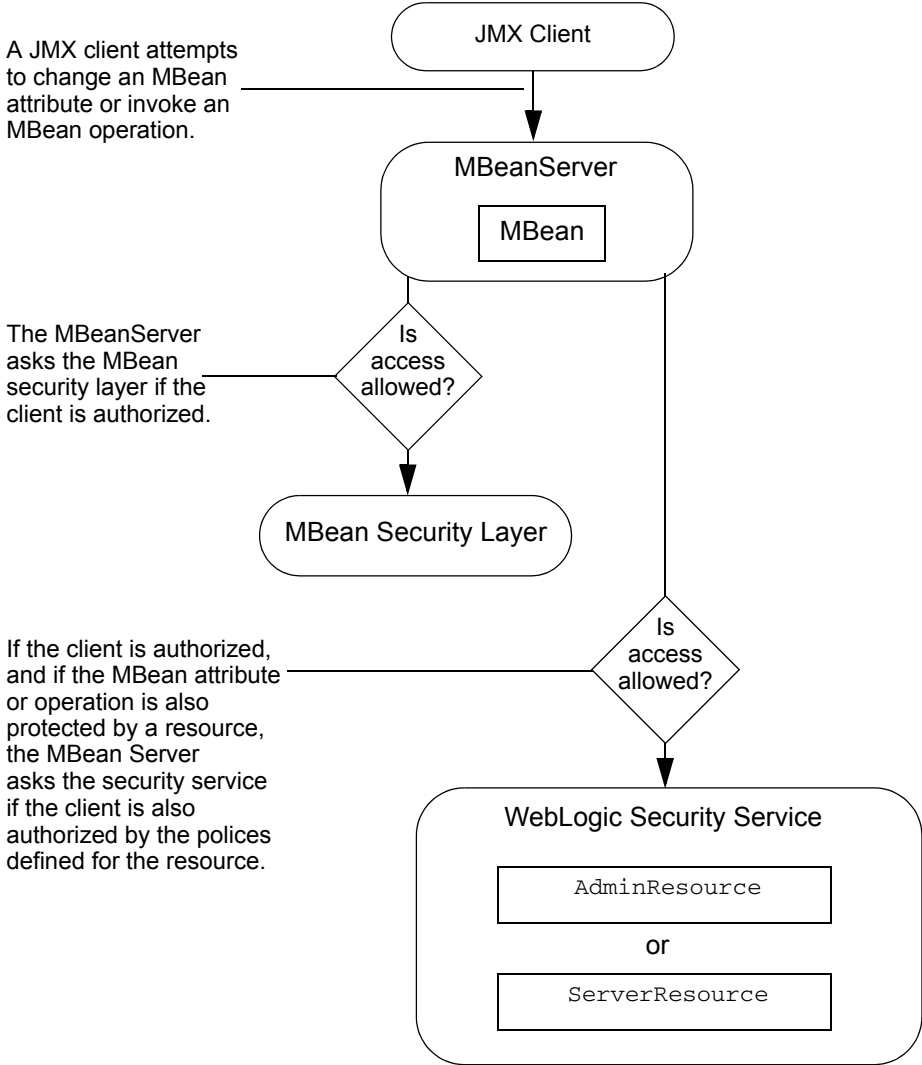 JMX Client
A JMX client attempts
to change an MBean
attribute or invoke an
MBean operation.
MBeanServer
MBean
The MBeanServer
asks the MBean
security layer if the
client is authorized.
Is
access
allowed?
MBean Security Layer
If the client is authorized,
and if the MBean attribute
or operation is also
protected by a resource,
the MBean Server
asks the security service
if the client is also
authorized by the polices
defined for the resource.
Is
access
allowed?
WebLogic Security Service
AdminResource
or
ServerResource